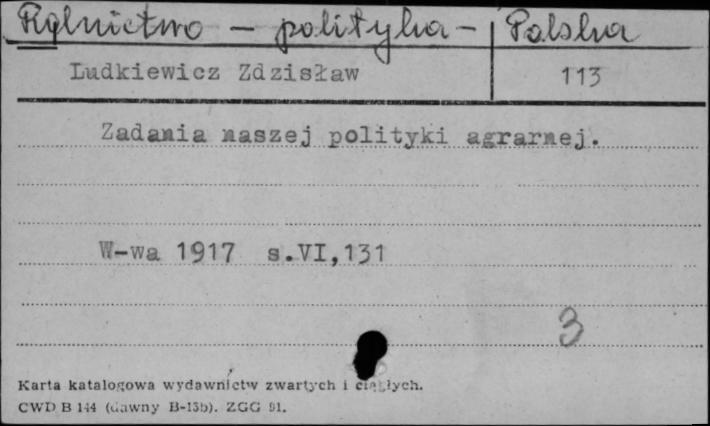 Rolnictwo – polityka – Polska
Ludkiewicz Zdzisław 113
Zadania naszej polityki agrarnej.
W-wa 1917 s.VI,131
3
Karta katalogowa wydawnictw zwartych i ciągłych.
CWD B 144 (dawny B-13b). ZGG 91.